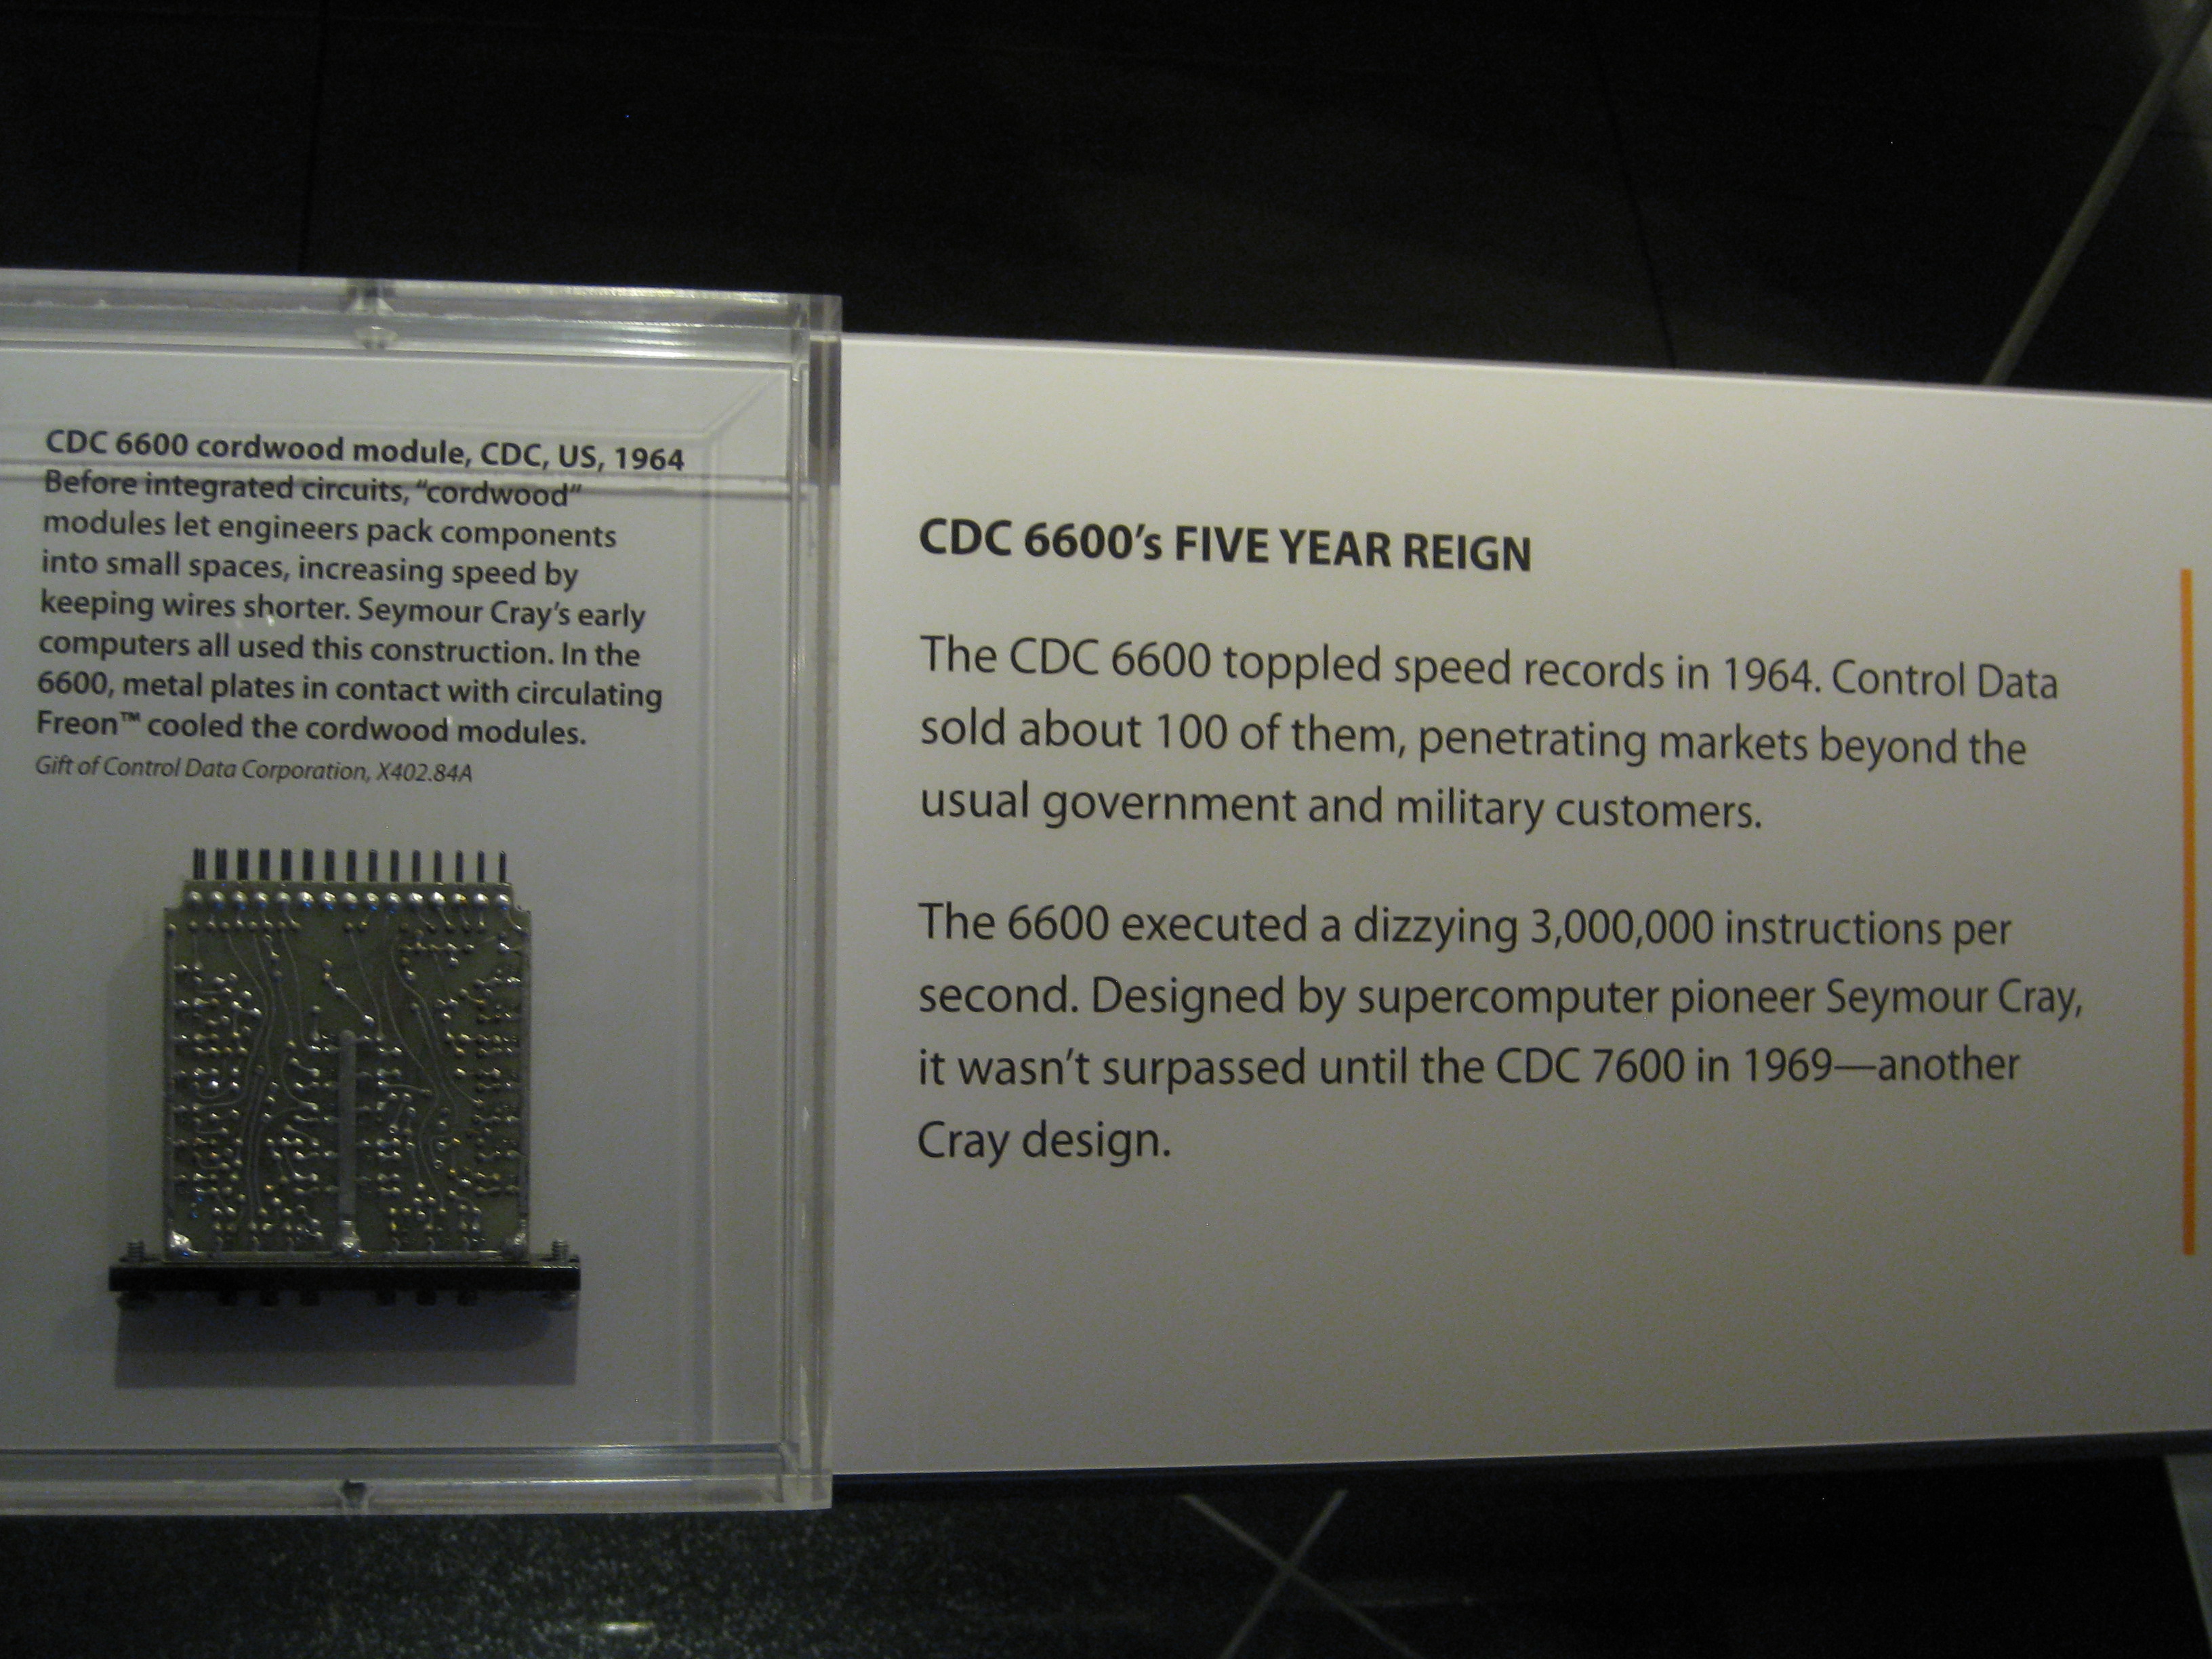 CDC 6600 cordwood module, CDC, US, 1964
Before integrated circuits, “cordwood”
modules let engineers pack components
into small spaces, increasing speed by
keeping wires shorter. Seymour Cray’s early
computers all used this construction. In the
6600, metal plates in contact with circulating
Freon™ cooled the cordwood modules.
Gift of Control Data Corporation, X402.84A
CDC 6600’s FIVE YEAR REIGN
The CDC 6600 toppled speed records in 1964. Control Data
sold about 100 of them, penetrating markets beyond the
usual government and military customers.
The 6600 executed a dizzying 3,000,000 instructions per
second. Designed by supercomputer pioneer Seymour Cray,
it wasn’t surpassed until the CDC 7600 in 1969—another
Cray design.